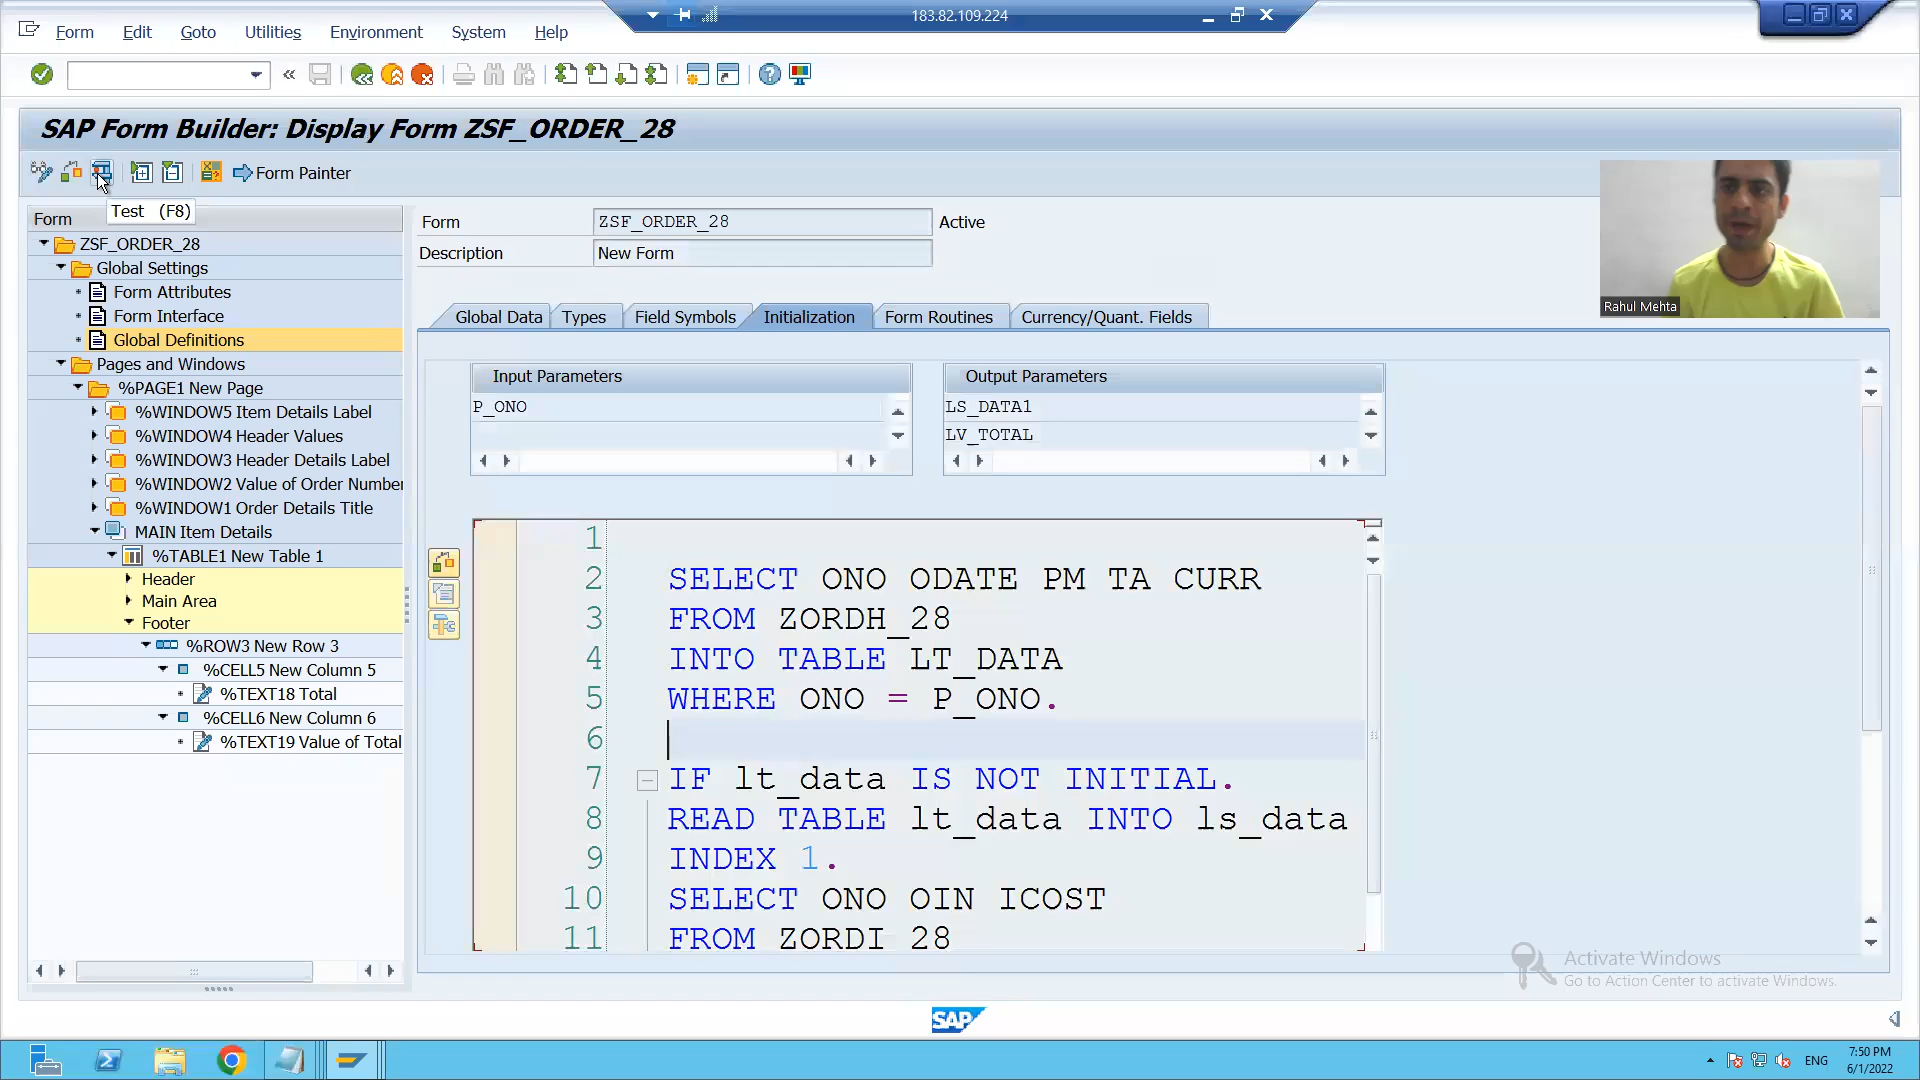 183.82.109.224
Form Edit Goto Utilities Environment System Help
SAP Form Builder: Display Form ZSF_ORDER_28
Form Painter
Test (F8)
Form
ZSF_ORDER_28
Global Settings
Form Attributes
Form Interface
Global Definitions
Pages and Windows
%PAGE1 New Page
%WINDOW5 Item Details Label
%WINDOW4 Header Values
%WINDOW3 Header Details Label
%WINDOW2 Value of Order Number
%WINDOW1 Order Details Title
MAIN Item Details
%TABLE1 New Table 1
Header
Main Area
Footer
%ROW3 New Row 3
%CELL5 New Column 5
%TEXT18 Total
%CELL6 New Column 6
%TEXT19 Value of Total
Form ZSF_ORDER_28 Active
Description New Form
Global Data Types Field Symbols Initialization Form Routines Currency/Quant. Fields
Input Parameters
P_ONO
Output Parameters
LS_DATA1
LV_TOTAL
1
2 SELECT ONO ODATE PM TA CURR
3 FROM ZORDH_28
4 INTO TABLE LT_DATA
5 WHERE ONO = P_ONO.
6
7 IF lt_data IS NOT INITIAL.
8 READ TABLE lt_data INTO ls_data
9 INDEX 1.
10 SELECT ONO OIN ICOST
11 FROM ZORDI_28
Rahul Mehta
Activate Windows
Go to Action Center to activate Windows.
SAP
ENG
7:50 PM
6/1/2022